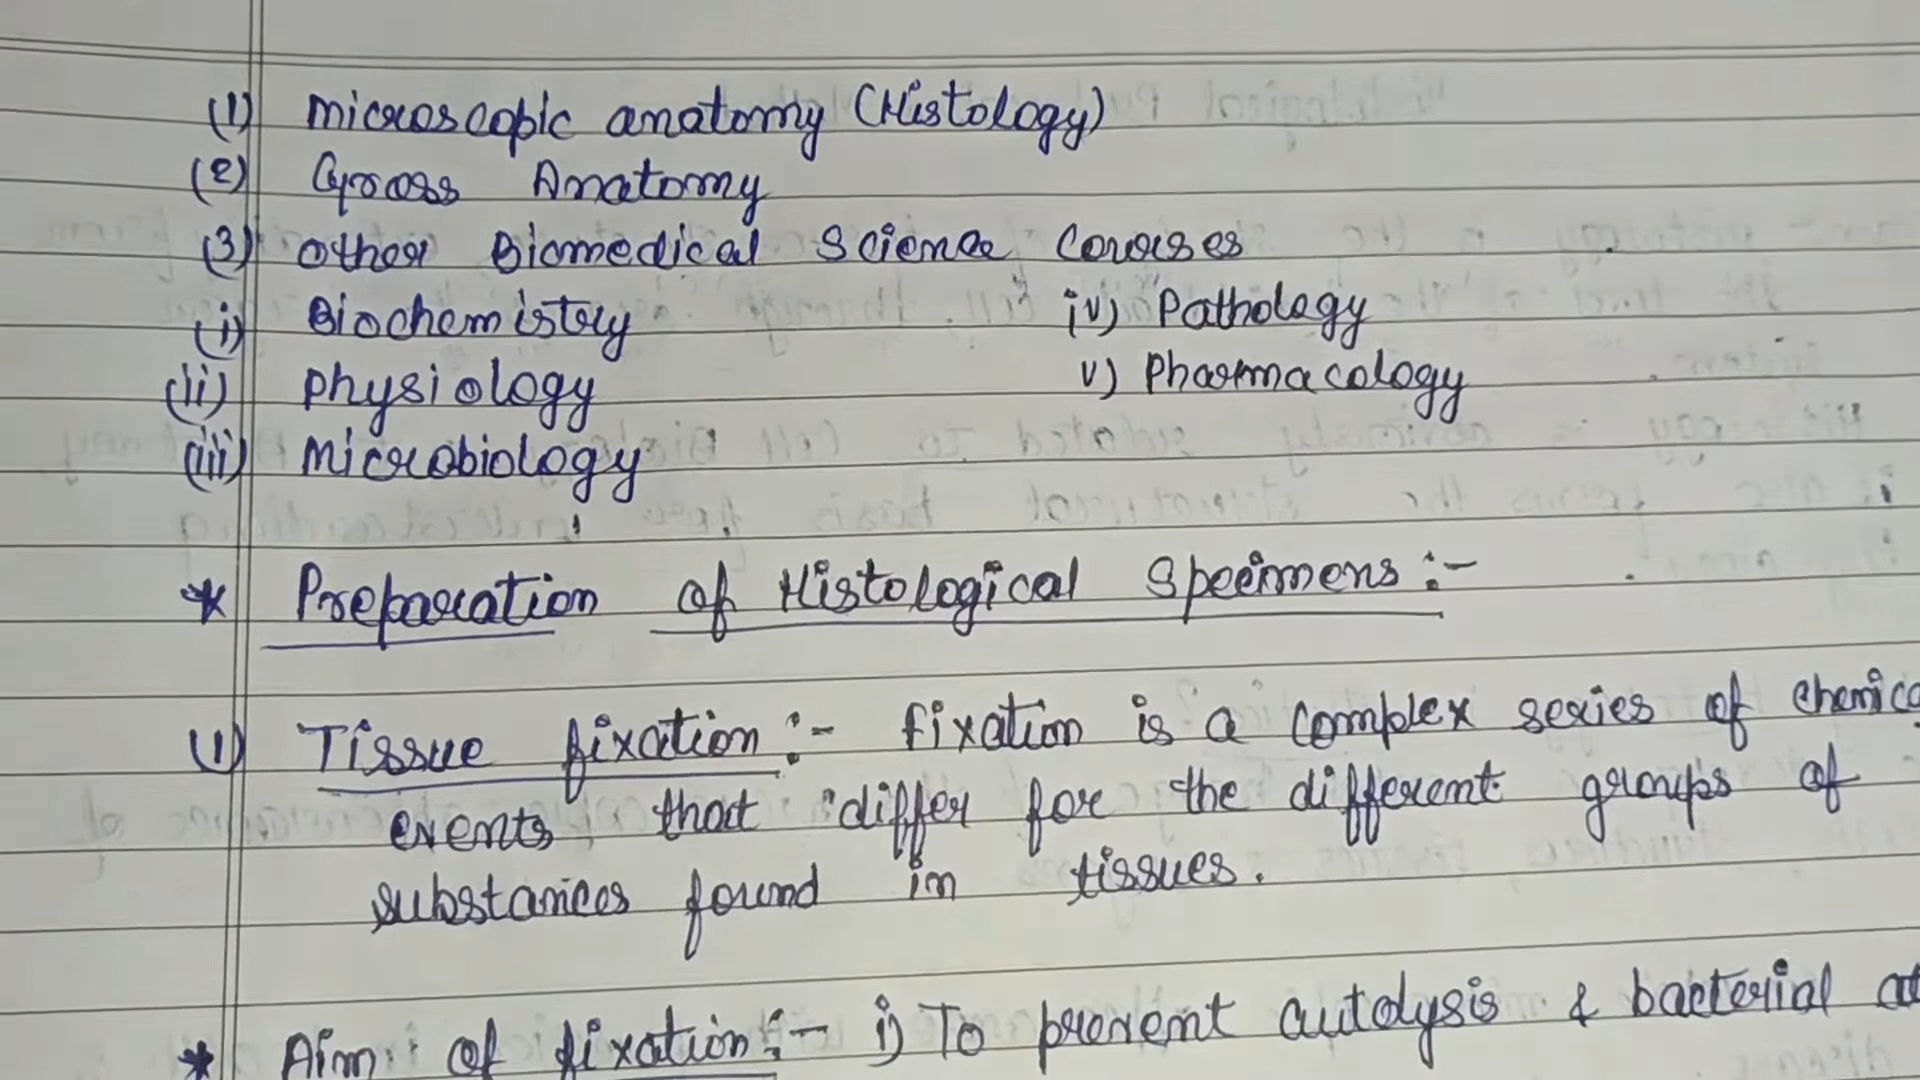 (1) Microscopic anatomy (Histology)
(2) Gross Anatomy
(3) Other Biomedical Science Courses
(i) Biochemistry
iv) Pathology
(ii) Physiology
v) Pharmacology
(iii) Microbiology
* Preparation of Histological Specimens :-
1) Tissue fixation :- Fixation is a complex series of chemica
events that differ for the different groups of
substances found in tissues.
* Aim of fixation :- i) To prevent autolysis & bacterial at